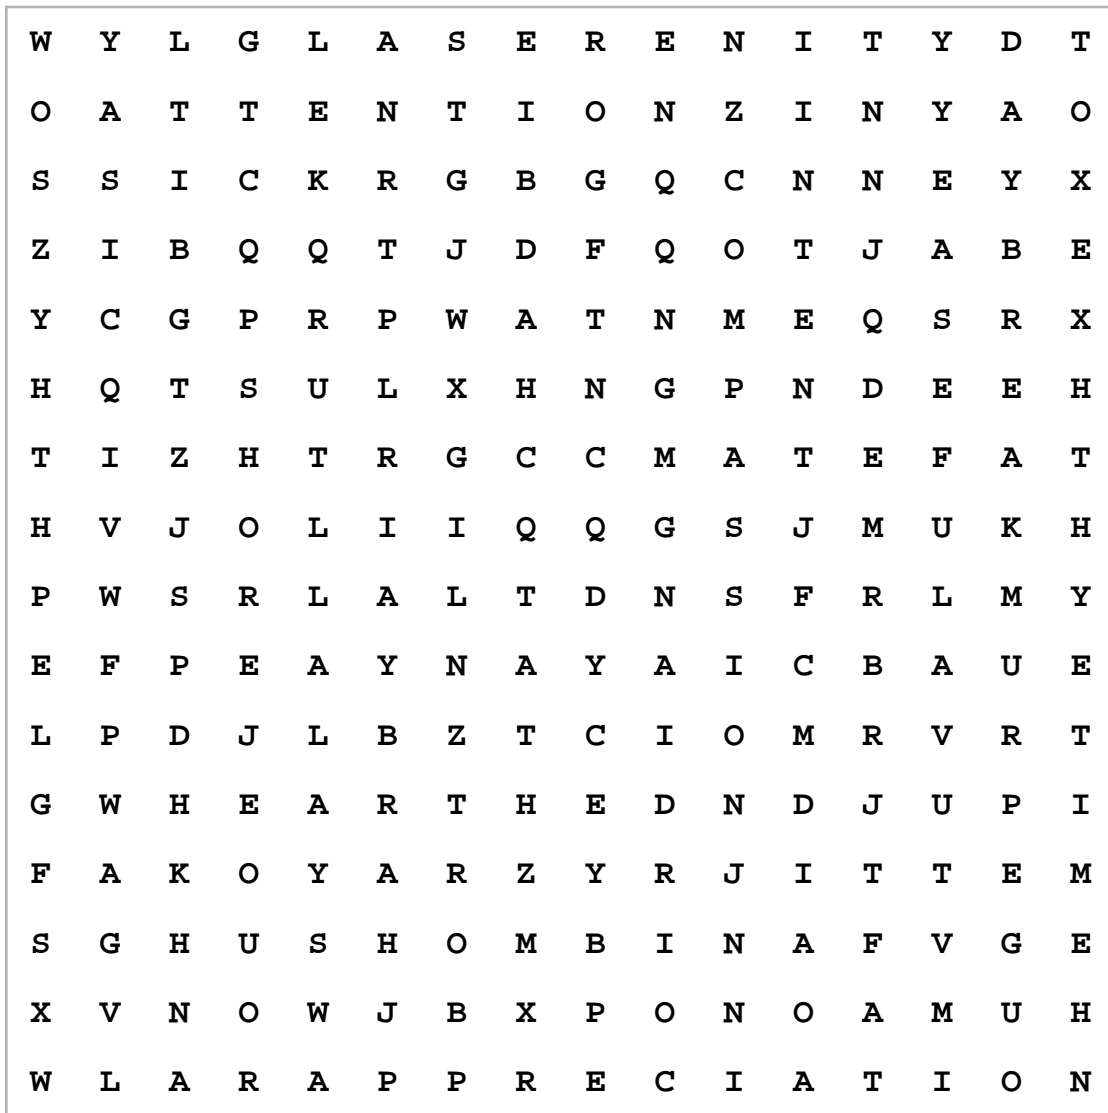 W Y L G L A S E R E N I T Y D T
O A T T E N T I O N Z I N Y A O
S S I C K R G B G Q C N N E Y X
Z I B Q Q T J D F Q O T J A B E
Y C G P R P W A T N M E Q S R X
H Q T S U L X H N G P N D E E H
T I Z H T R G C C M A T E F A T
H V J O L I I Q Q G S J M U K H
P W S R L A L T D N S F R L M Y
E F P E A Y N A Y A I C B A U E
L P D J L B Z T C I O M R V R T
G W H E A R T H E D N D J U P I
F A K O Y A R Z Y R J I T T E M
S G H U S H O M B I N A F V G E
X V N O W J B X P O N O A M U H
W L A R A P P R E C I A T I O N